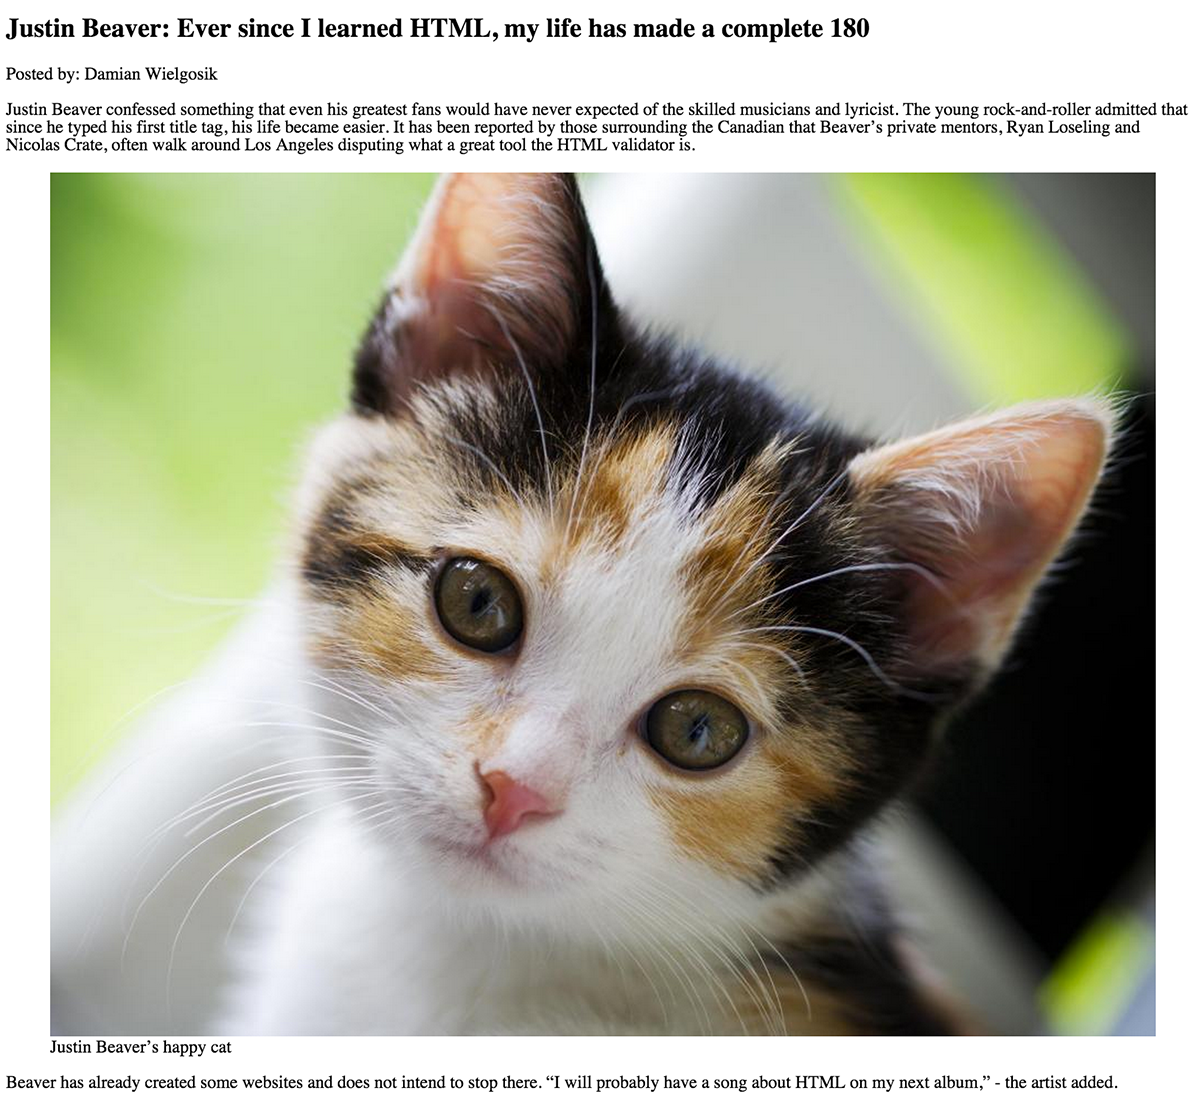 Justin Beaver: Ever since I learned HTML, my life has made a complete 180
Posted by: Damian Wielgosik
Justin Beaver confessed something that even his greatest fans would have never expected of the skilled musicians and lyricist. The young rock-and-roller admitted that
since he typed his first title tag, his life became easier. It has been reported by those surrounding the Canadian that Beaver’s private mentors, Ryan Loseling and
Nicolas Crate, often walk around Los Angeles disputing what a great tool the HTML validator is.
Justin Beaver’s happy cat
Beaver has already created some websites and does not intend to stop there. “I will probably have a song about HTML on my next album,” - the artist added.